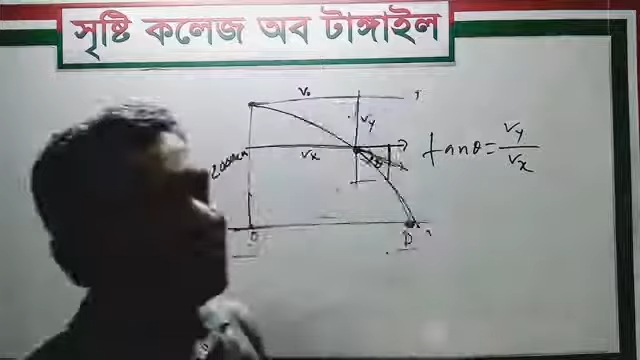 সৃষ্টি কলেজ অব টাঙ্গাইল
v₀
vy
vx
tanθ = vy/vx
θ
P